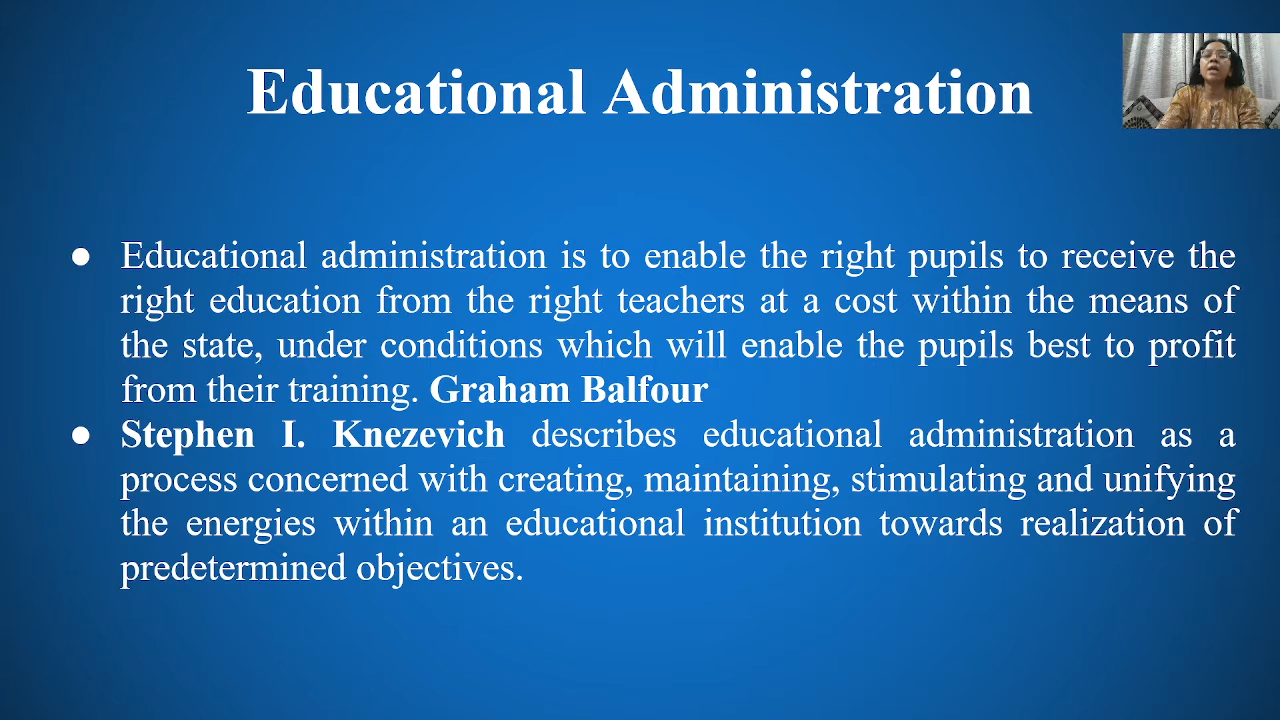 Educational Administration
● Educational administration is to enable the right pupils to receive the
right education from the right teachers at a cost within the means of
the state, under conditions which will enable the pupils best to profit
from their training. Graham Balfour
● Stephen I. Knezevich describes educational administration as a
process concerned with creating, maintaining, stimulating and unifying
the energies within an educational institution towards realization of
predetermined objectives.